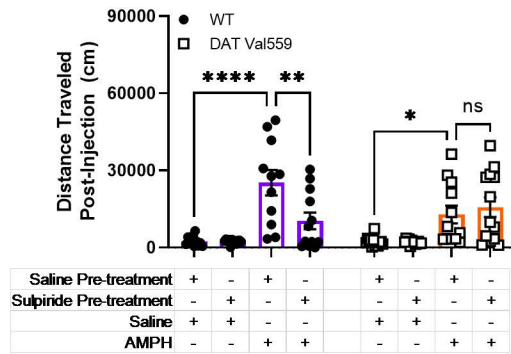 90000
60000
30000
0
Distance Traveled
Post-Injection (cm)
WT
DAT Val559
****
**
*
ns
Saline Pre-treatment + - + - + - + -
Sulpiride Pre-treatment - + - + - + - +
Saline + + - - + + - -
AMPH - - + + - - + +